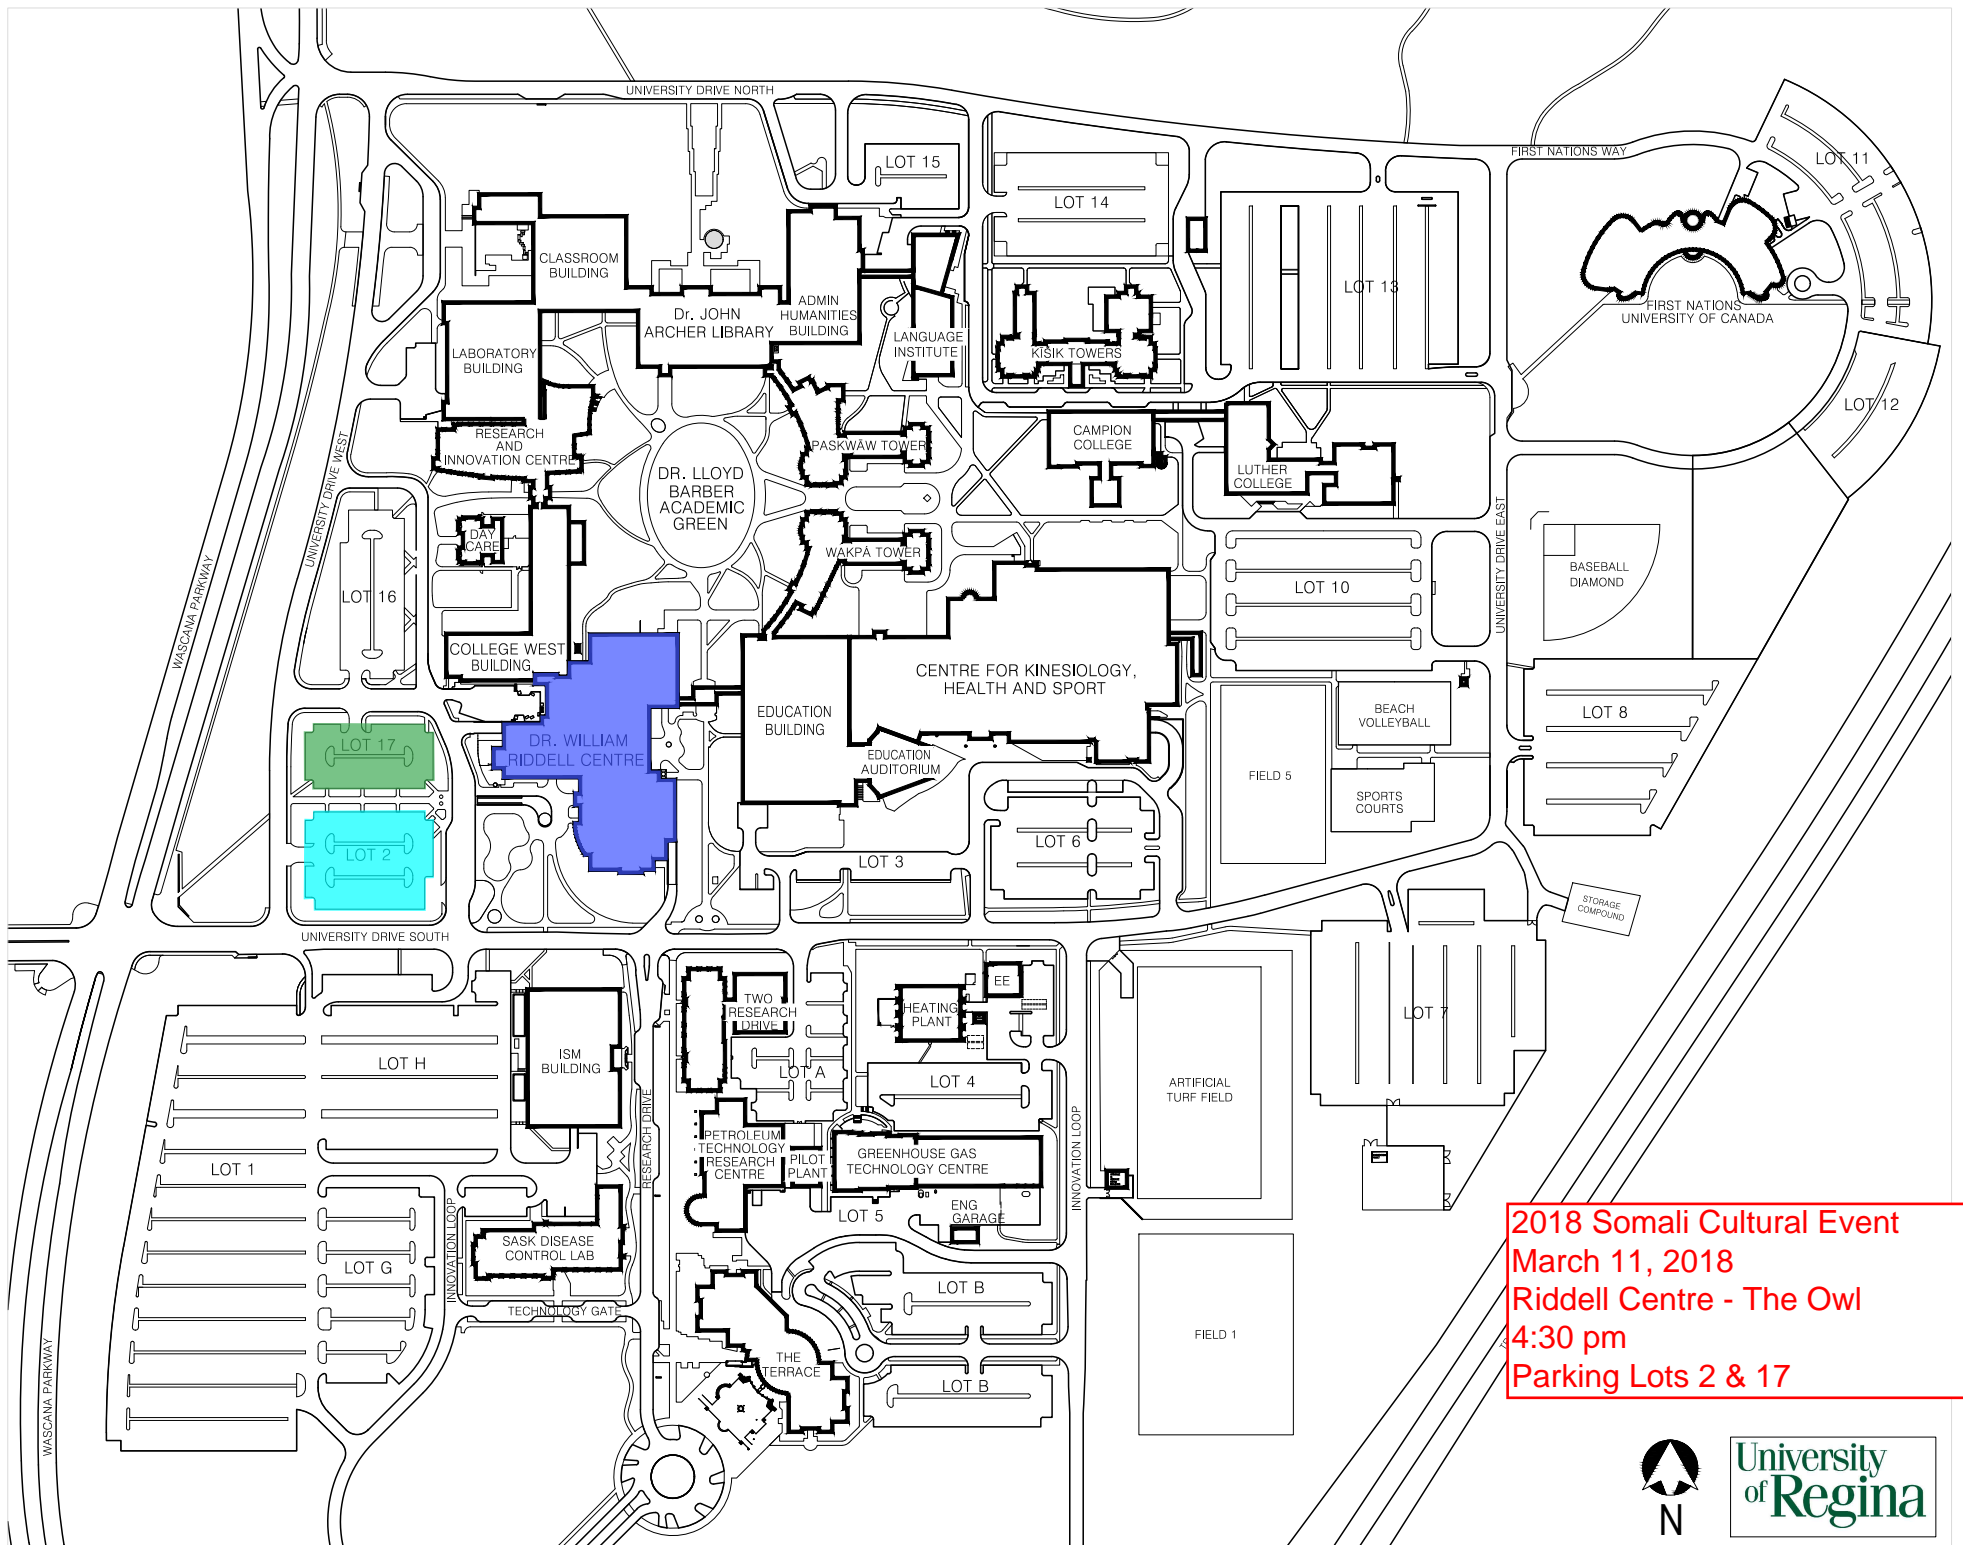 UNIVERSITY DRIVE NORTH
FIRST NATIONS WAY
LOT 15
LOT 11
LOT 14
CLASSROOM
BUILDING
LOT 13
ADMIN
HUMANITIES
BUILDING
Dr. JOHN
ARCHER LIBRARY
FIRST NATIONS
UNIVERSITY OF CANADA
LANGUAGE
INSTITUTE
KĪSIK TOWERS
LABORATORY
BUILDING
LOT 12
RESEARCH
AND
INNOVATION CENTRE
PASKWĀW TOWER
CAMPION
COLLEGE
LUTHER
COLLEGE
DR. LLOYD
BARBER
ACADEMIC
GREEN
UNIVERSITY DRIVE WEST
UNIVERSITY DRIVE EAST
DAY
CARE
WAKPĀ TOWER
BASEBALL
DIAMOND
LOT 16
LOT 10
WASCANA PARKWAY
COLLEGE WEST
BUILDING
CENTRE FOR KINESIOLOGY,
HEALTH AND SPORT
EDUCATION
BUILDING
BEACH
VOLLEYBALL
LOT 8
LOT 17
DR. WILLIAM
RIDDELL CENTRE
EDUCATION
AUDITORIUM
FIELD 5
SPORTS
COURTS
LOT 2
LOT 3
LOT 6
STORAGE
COMPOUND
UNIVERSITY DRIVE SOUTH
TWO
RESEARCH
DRIVE
HEATING
PLANT
EE
LOT 7
LOT H
ISM
BUILDING
LOT A
LOT 4
ARTIFICIAL
TURF FIELD
RESEARCH DRIVE
INNOVATION LOOP
PETROLEUM
TECHNOLOGY
RESEARCH
CENTRE
PILOT
PLANT
GREENHOUSE GAS
TECHNOLOGY CENTRE
LOT 1
INNOVATION LOOP
LOT 5
ENG
GARAGE
SASK DISEASE
CONTROL LAB
LOT G
LOT B
TECHNOLOGY GATE
FIELD 1
THE
TERRACE
LOT B
WASCANA PARKWAY
2018 Somali Cultural Event
March 11, 2018
Riddell Centre - The Owl
4:30 pm
Parking Lots 2 & 17
N
University
of Regina